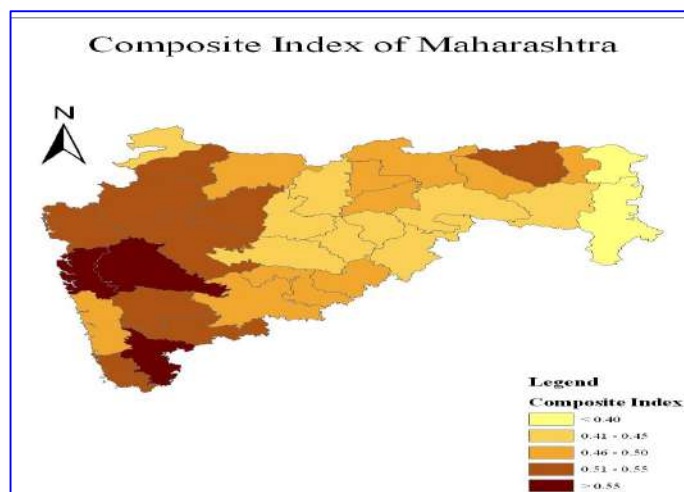 Composite Index of Maharashtra
N
Legend
Composite Index
< 0.40
0.41 - 0.45
0.46 - 0.50
0.51 - 0.55
> 0.55